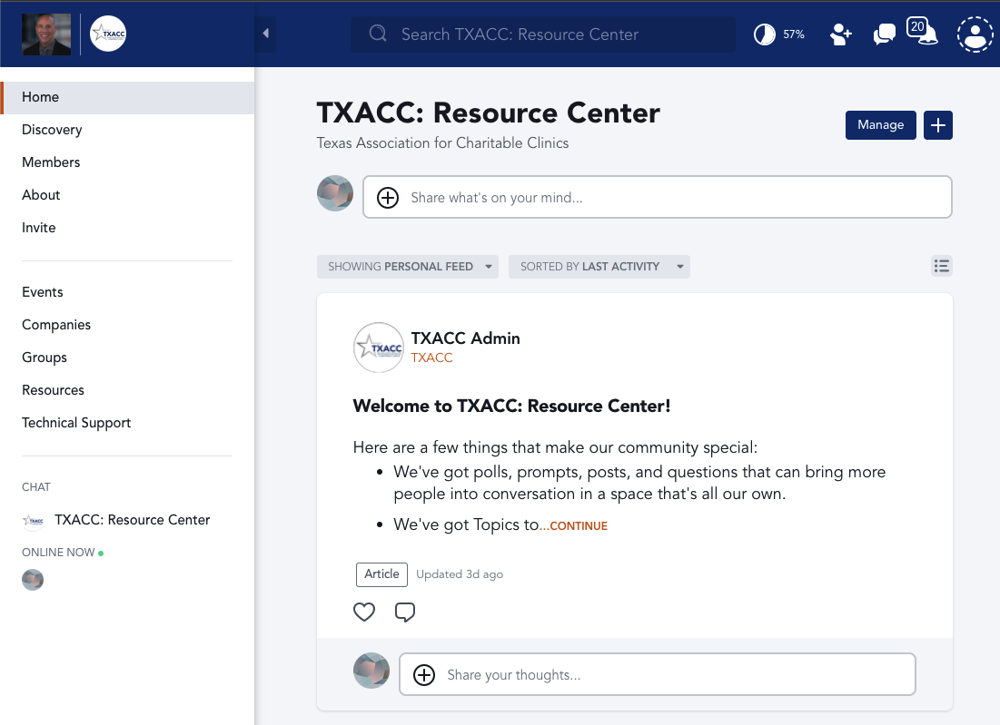 TXACC
Search TXACC: Resource Center
57%
20
Home
Discovery
Members
About
Invite
Events
Companies
Groups
Resources
Technical Support
CHAT
TXACC
TXACC: Resource Center
ONLINE NOW
TXACC: Resource Center
Texas Association for Charitable Clinics
Manage
Share what's on your mind...
SHOWING PERSONAL FEED
SORTED BY LAST ACTIVITY
TXACC
TXACC Admin
TXACC
Welcome to TXACC: Resource Center!
Here are a few things that make our community special:
We've got polls, prompts, posts, and questions that can bring more
people into conversation in a space that's all our own.
We've got Topics to...CONTINUE
Article
Updated 3d ago
Share your thoughts...